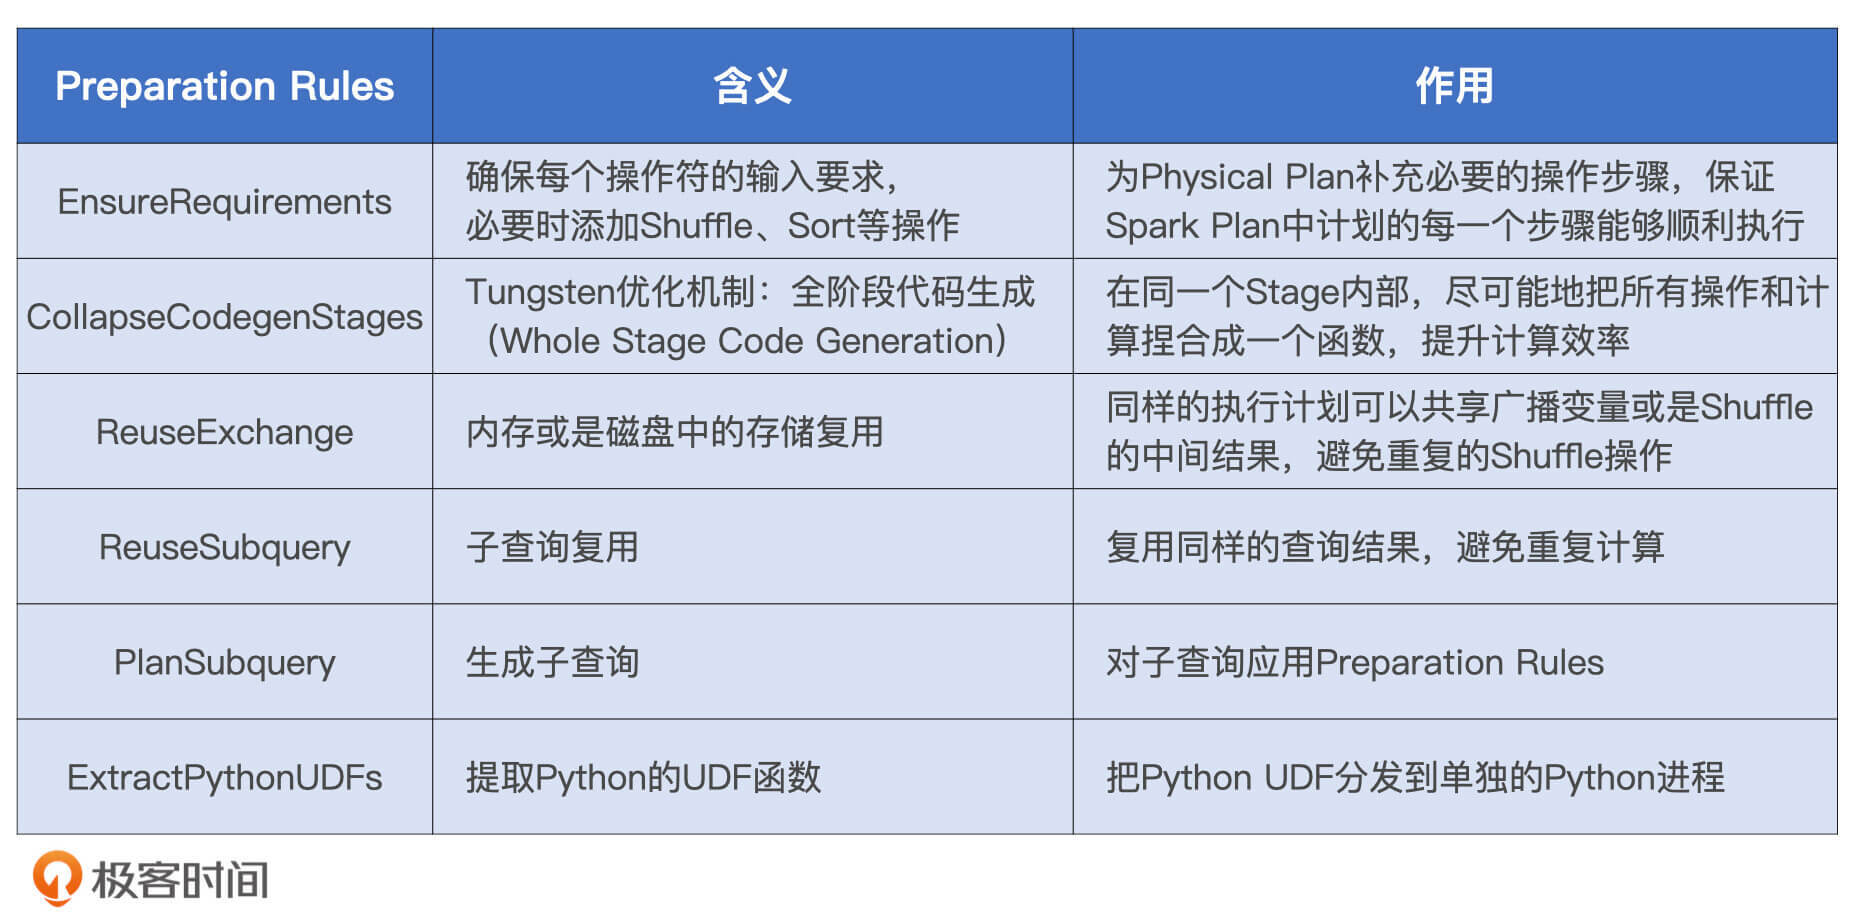 Preparation Rules
含义
作用
EnsureRequirements
确保每个操作符的输入要求，
必要时添加Shuffle、Sort等操作
为Physical Plan补充必要的操作步骤，保证
Spark Plan中计划的每一个步骤能够顺利执行
CollapseCodegenStages
Tungsten优化机制：全阶段代码生成
（Whole Stage Code Generation）
在同一个Stage内部，尽可能地把所有操作和计
算捏合成一个函数，提升计算效率
ReuseExchange
内存或是磁盘中的存储复用
同样的执行计划可以共享广播变量或是Shuffle
的中间结果，避免重复的Shuffle操作
ReuseSubquery
子查询复用
复用同样的查询结果，避免重复计算
PlanSubquery
生成子查询
对子查询应用Preparation Rules
ExtractPythonUDFs
提取Python的UDF函数
把Python UDF分发到单独的Python进程
极客时间